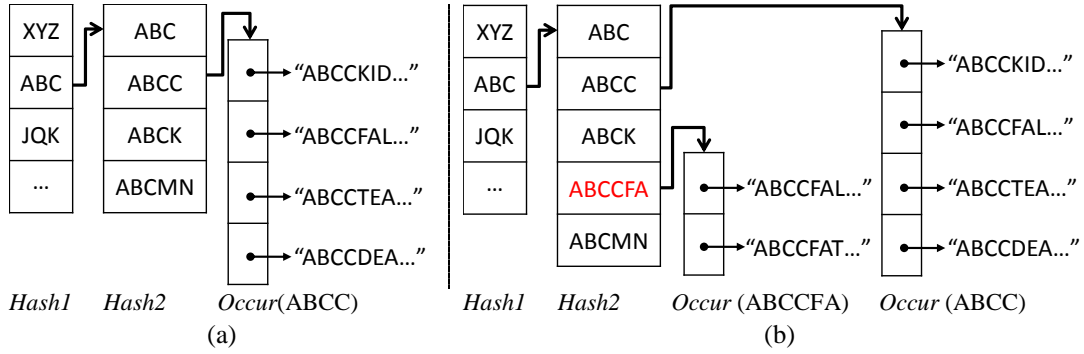 XYZ
ABC
JQK
...
ABC
ABCC
ABCK
ABCMN
"ABCCKID..."
"ABCCFAL..."
"ABCCTEA..."
"ABCCDEA..."
Hash1
Hash2
Occur(ABCC)
(a)
XYZ
ABC
JQK
...
ABC
ABCC
ABCK
ABCCFA
ABCMN
"ABCCFAL..."
"ABCCFAT..."
"ABCCKID..."
"ABCCFAL..."
"ABCCTEA..."
"ABCCDEA..."
Hash1
Hash2
Occur (ABCCFA)
Occur (ABCC)
(b)